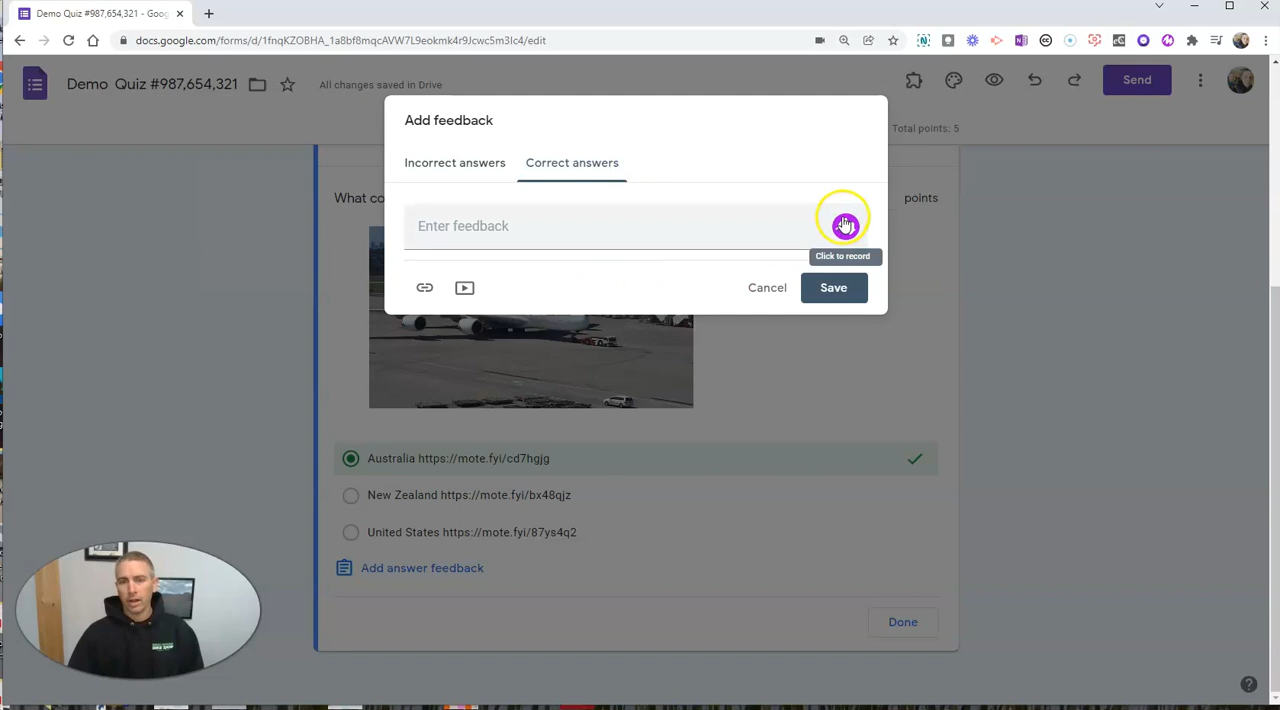 Demo Quiz #987,654,321 - Goog
docs.google.com/forms/d/1fnqKZOBHA_1a8bf8mqcAVW7L9eokmk4r9Jcwc5m3lc4/edit
Demo Quiz #987,654,321
All changes saved in Drive
Send
Total points: 5
Add feedback
Incorrect answers
Correct answers
What co
points
Enter feedback
Click to record
Cancel
Save
Australia https://mote.fyi/cd7hgjg
New Zealand https://mote.fyi/bx48qjz
United States https://mote.fyi/87ys4q2
Add answer feedback
Done